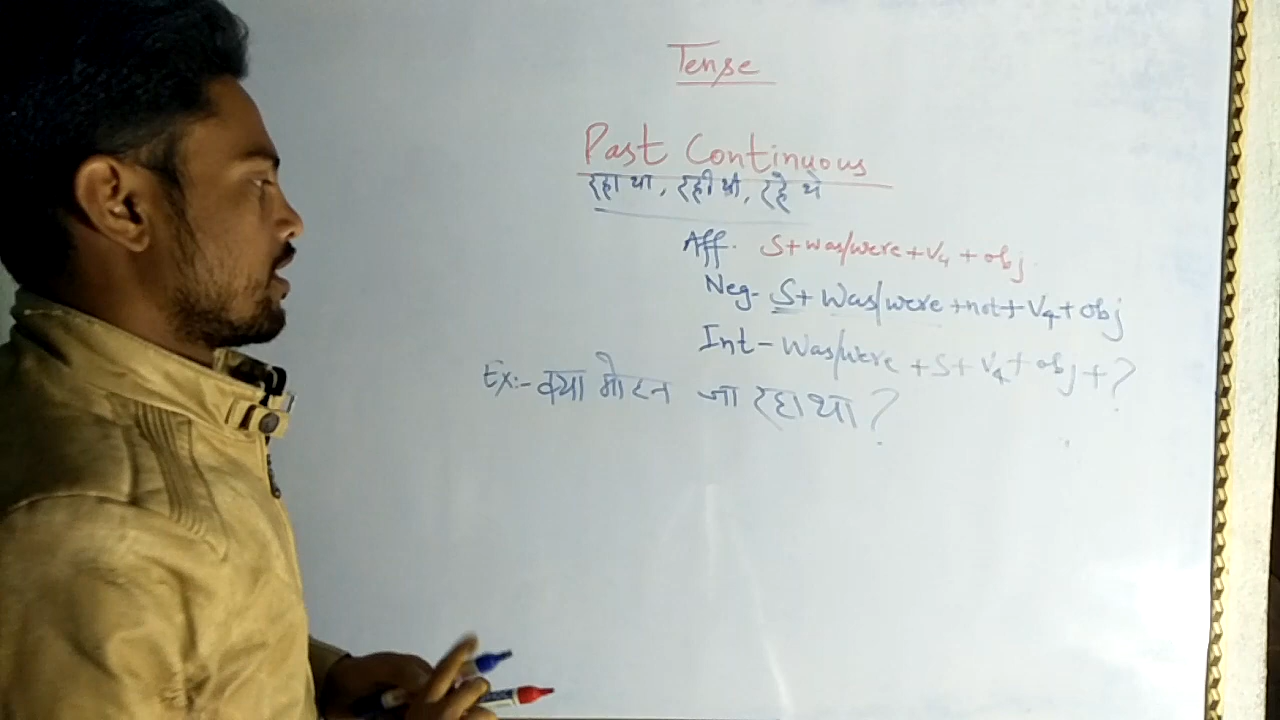 Tense
Past Continuous
रहा था, रही थी, रहे थे
Aff. S+was/were+V₄+obj.
Neg- S+ Was/were +not+V₄+obj
Int- Was/were +S+V₄+obj+?
Ex:- क्या मोहन जा रहा था?